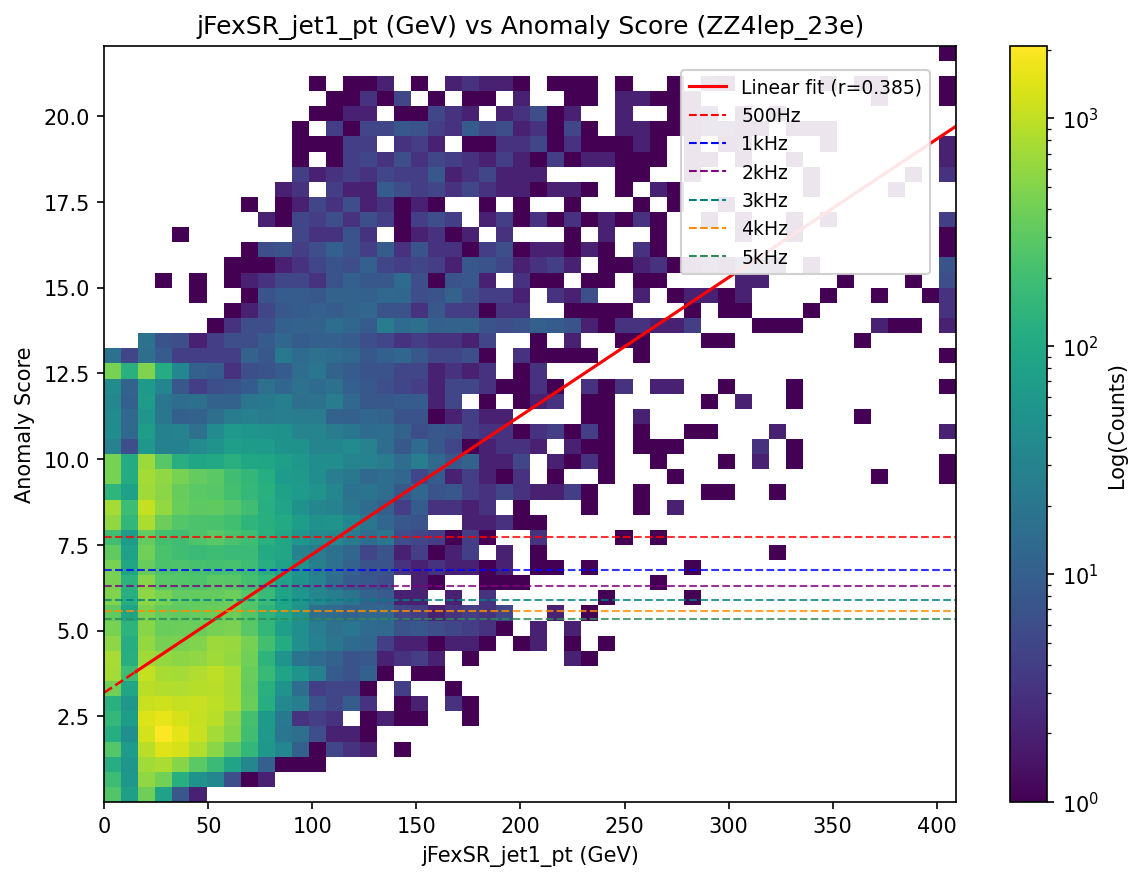 jFexSR_jet1_pt (GeV) vs Anomaly Score (ZZ4lep_23e)
Linear fit (r=0.385)
500Hz
1kHz
2kHz
3kHz
4kHz
5kHz
20.0
17.5
15.0
12.5
10.0
7.5
5.0
2.5
Anomaly Score
0 50 100 150 200 250 300 350 400
jFexSR_jet1_pt (GeV)
10³
10²
10¹
10⁰
Log(Counts)